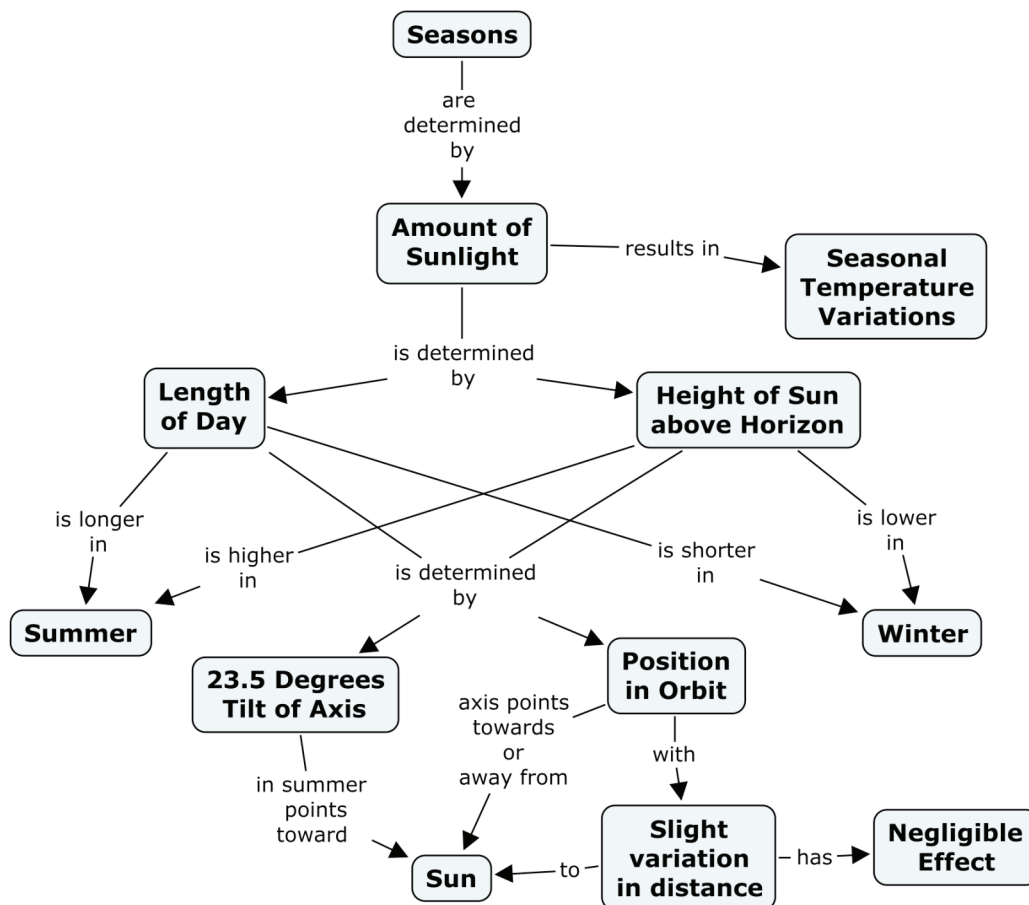 Seasons
are
determined
by
Amount of
Sunlight
results in
Seasonal
Temperature
Variations
is determined
by
Length
of Day
Height of Sun
above Horizon
is longer
in
is higher
in
is determined
by
is shorter
in
is lower
in
Summer
Winter
23.5 Degrees
Tilt of Axis
Position
in Orbit
axis points
towards
or
away from
with
in summer
points
toward
Sun
to
Slight
variation
in distance
has
Negligible
Effect